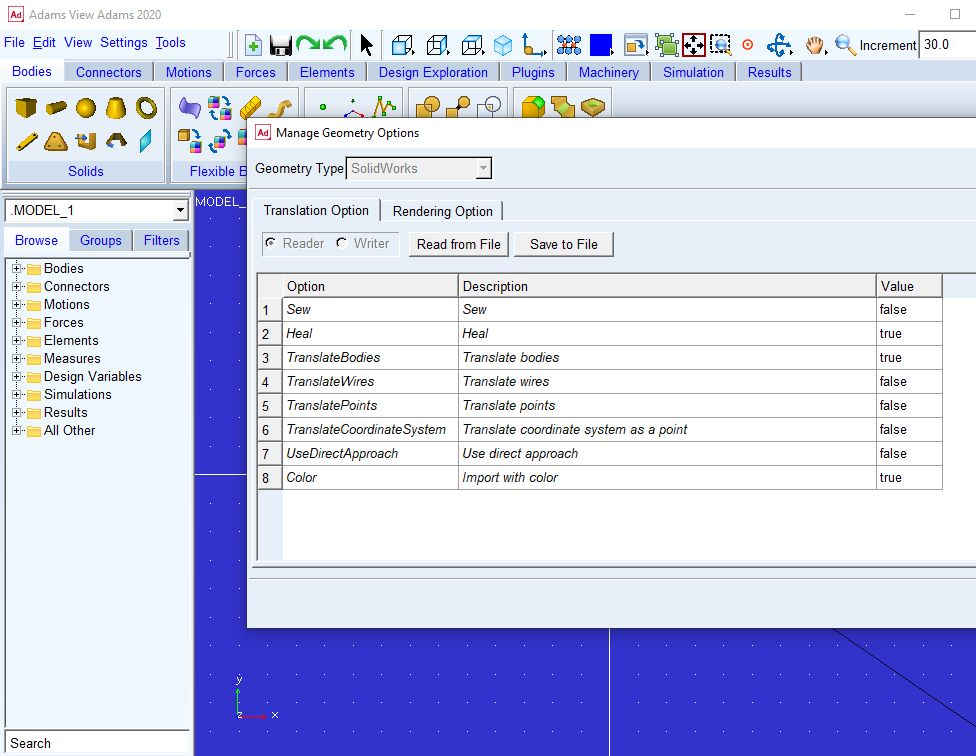 Ad Adams View Adams 2020
File Edit View Settings Tools
Increment 30.0
Bodies Connectors Motions Forces Elements Design Exploration Plugins Machinery Simulation Results
Solids
Flexible B
Ad Manage Geometry Options
Geometry Type SolidWorks
.MODEL_1
MODEL_
Browse Groups Filters
Bodies
Connectors
Motions
Forces
Elements
Measures
Design Variables
Simulations
Results
All Other
Search
Translation Option Rendering Option
Reader Writer Read from File Save to File
Option Description Value
1 Sew Sew false
2 Heal Heal true
3 TranslateBodies Translate bodies true
4 TranslateWires Translate wires false
5 TranslatePoints Translate points false
6 TranslateCoordinateSystem Translate coordinate system as a point false
7 UseDirectApproach Use direct approach false
8 Color Import with color true
y
z x